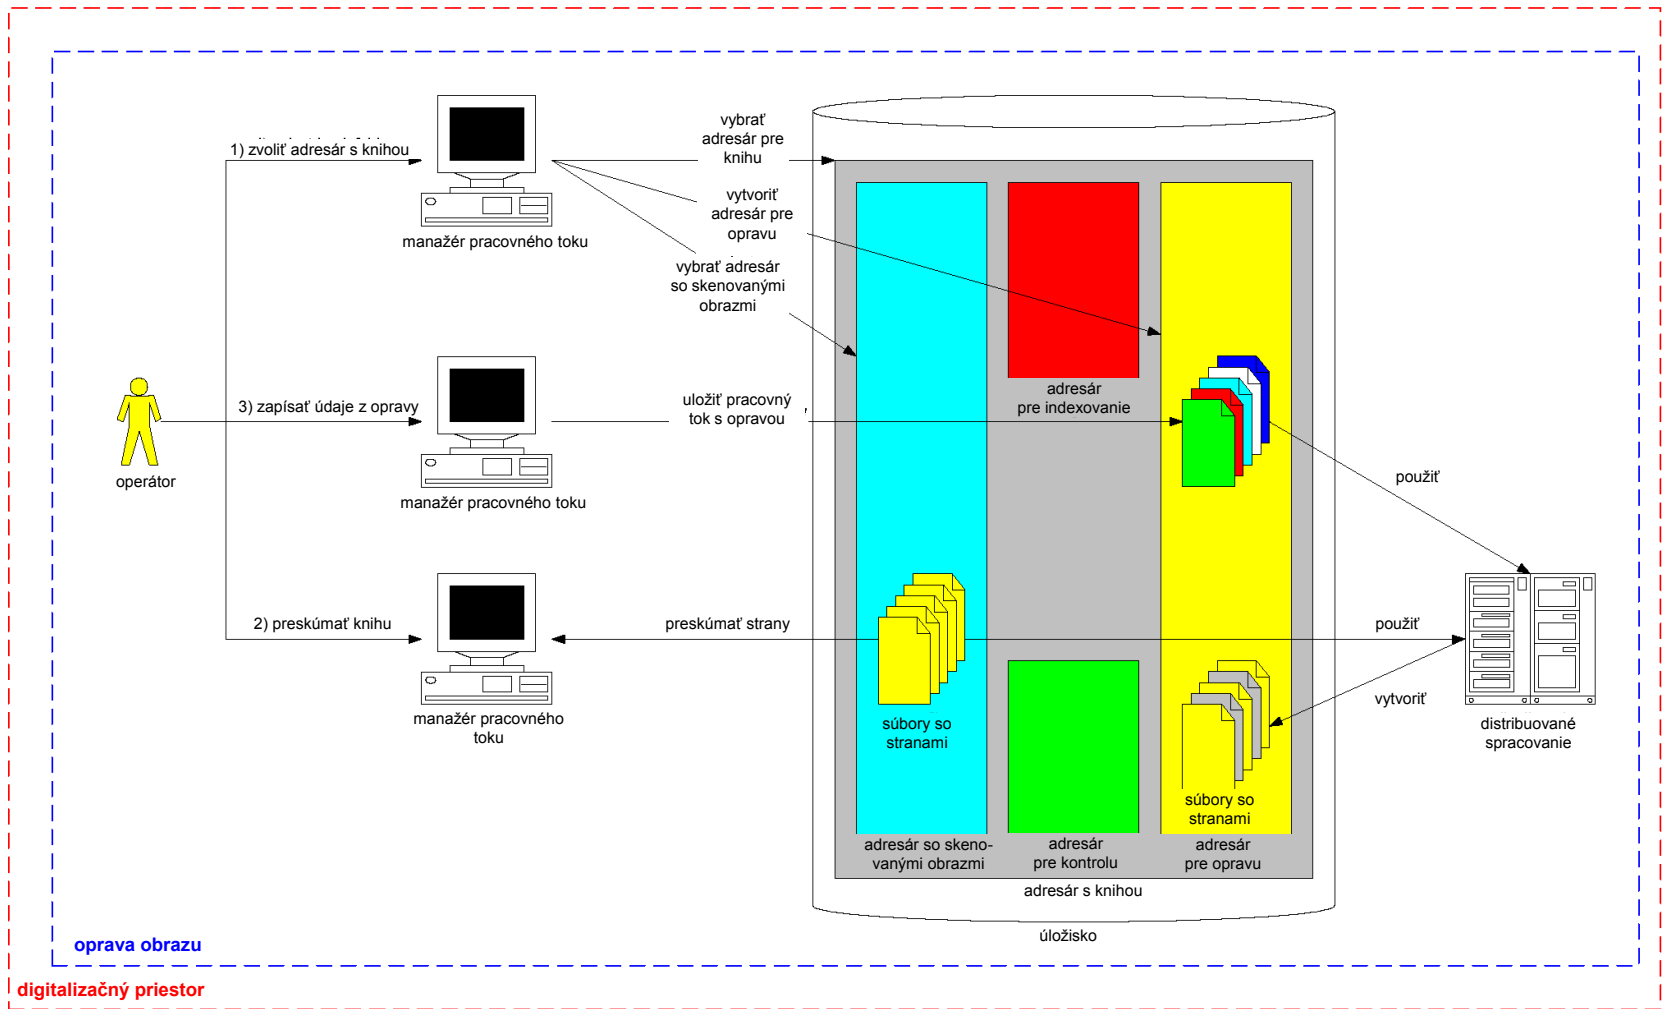 1) zvoliť adresár s knihou
manažér pracovného toku
vybrať
adresár pre
knihu
vytvoriť
adresár pre
opravu
vybrať adresár
so skenovanými
obrazmi
adresár
pre indexovanie
3) zapísať údaje z opravy
manažér pracovného toku
uložiť pracovný
tok s opravou
operátor
použiť
2) preskúmať knihu
manažér pracovného
toku
preskúmať strany
použiť
vytvoriť
súbory so
stranami
súbory so
stranami
distribuované
spracovanie
adresár so skeno-
vanými obrazmi
adresár
pre kontrolu
adresár
pre opravu
adresár s knihou
úložisko
oprava obrazu
digitalizačný priestor